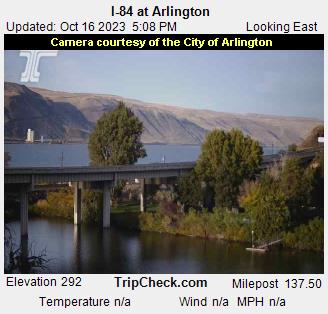 I-84 at Arlington
Updated: Oct 16 2023 5:08 PM Looking East
Camera courtesy of the City of Arlington
Elevation 292 TripCheck.com Milepost 137.50
Temperature n/a Wind n/a MPH n/a